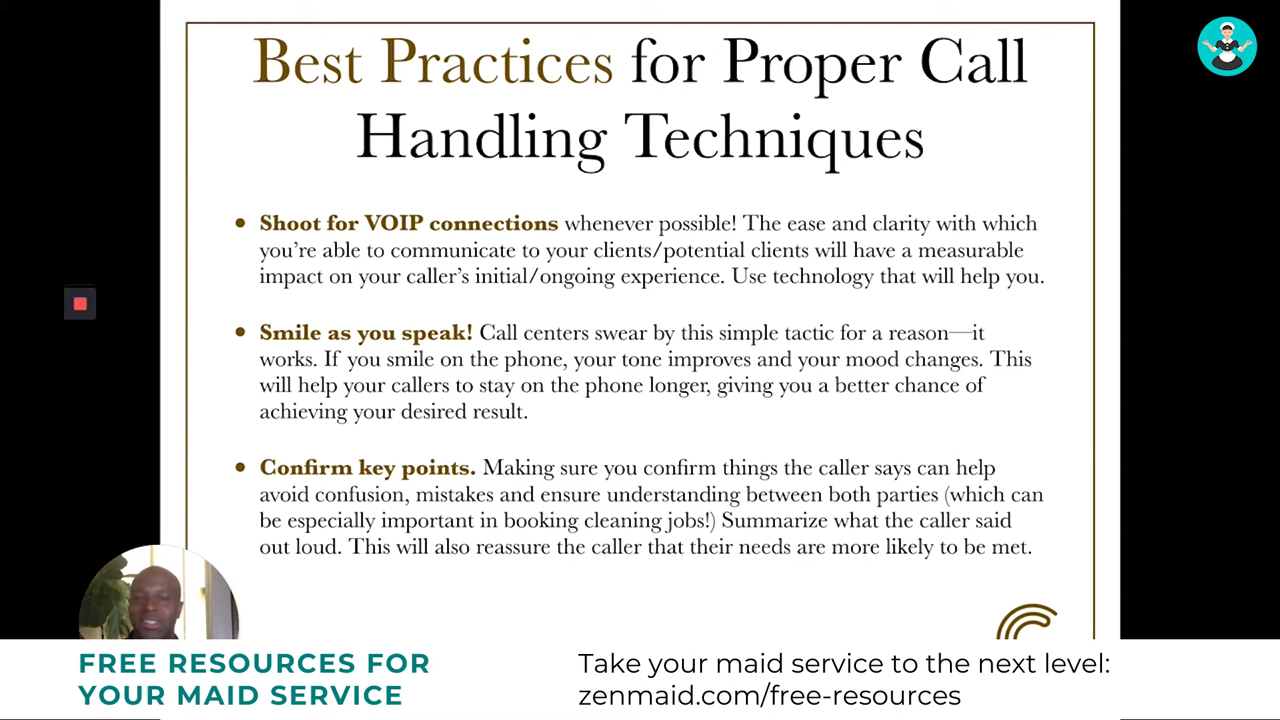 Best Practices for Proper Call
Handling Techniques
• Shoot for VOIP connections whenever possible! The ease and clarity with which
you’re able to communicate to your clients/potential clients will have a measurable
impact on your caller’s initial/ongoing experience. Use technology that will help you.
• Smile as you speak! Call centers swear by this simple tactic for a reason—it
works. If you smile on the phone, your tone improves and your mood changes. This
will help your callers to stay on the phone longer, giving you a better chance of
achieving your desired result.
• Confirm key points. Making sure you confirm things the caller says can help
avoid confusion, mistakes and ensure understanding between both parties (which can
be especially important in booking cleaning jobs!) Summarize what the caller said
out loud. This will also reassure the caller that their needs are more likely to be met.
FREE RESOURCES FOR
YOUR MAID SERVICE
Take your maid service to the next level:
zenmaid.com/free-resources